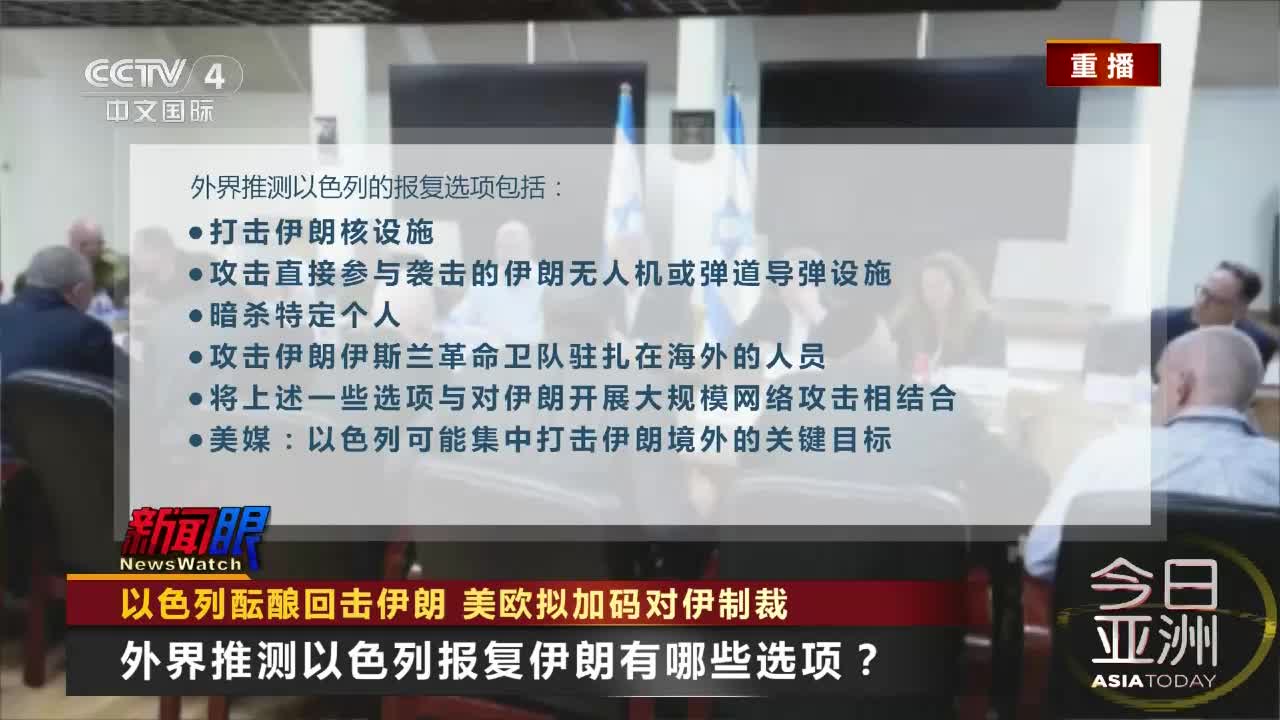 CCTV 4
中文国际
重播
外界推测以色列的报复选项包括：
●打击伊朗核设施
●攻击直接参与袭击的伊朗无人机或弹道导弹设施
●暗杀特定个人
●攻击伊朗伊斯兰革命卫队驻扎在海外的人员
●将上述一些选项与对伊朗开展大规模网络攻击相结合
●美媒：以色列可能集中打击伊朗境外的关键目标
新闻眼
NewsWatch
以色列酝酿回击伊朗 美欧拟加码对伊制裁
外界推测以色列报复伊朗有哪些选项？
今日
亚洲
ASIA TODAY